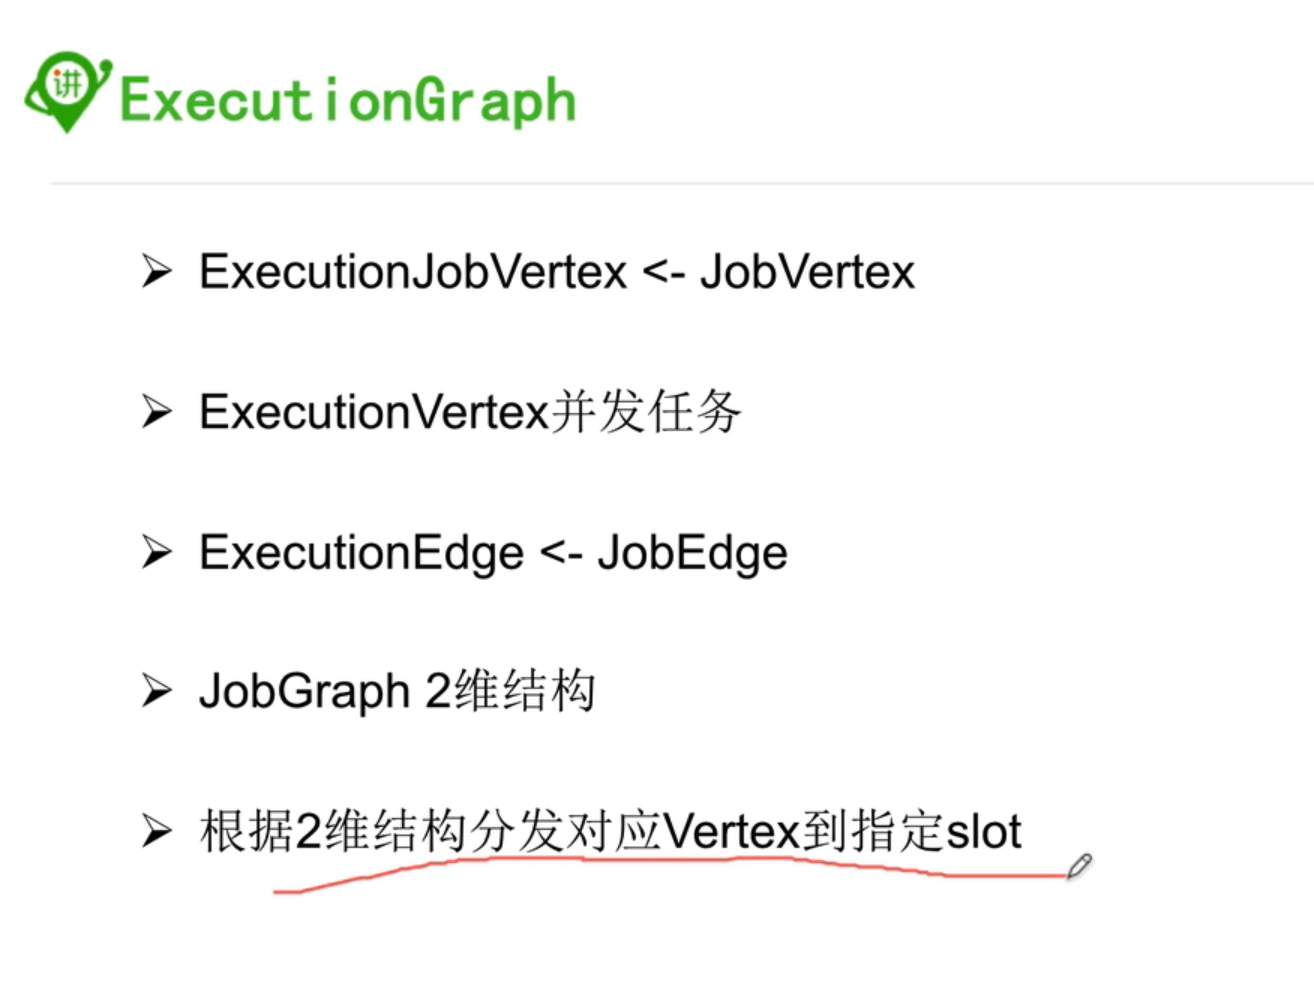 讲
ExecutionGraph
ExecutionJobVertex <- JobVertex
ExecutionVertex并发任务
ExecutionEdge <- JobEdge
JobGraph 2维结构
根据2维结构分发对应Vertex到指定slot